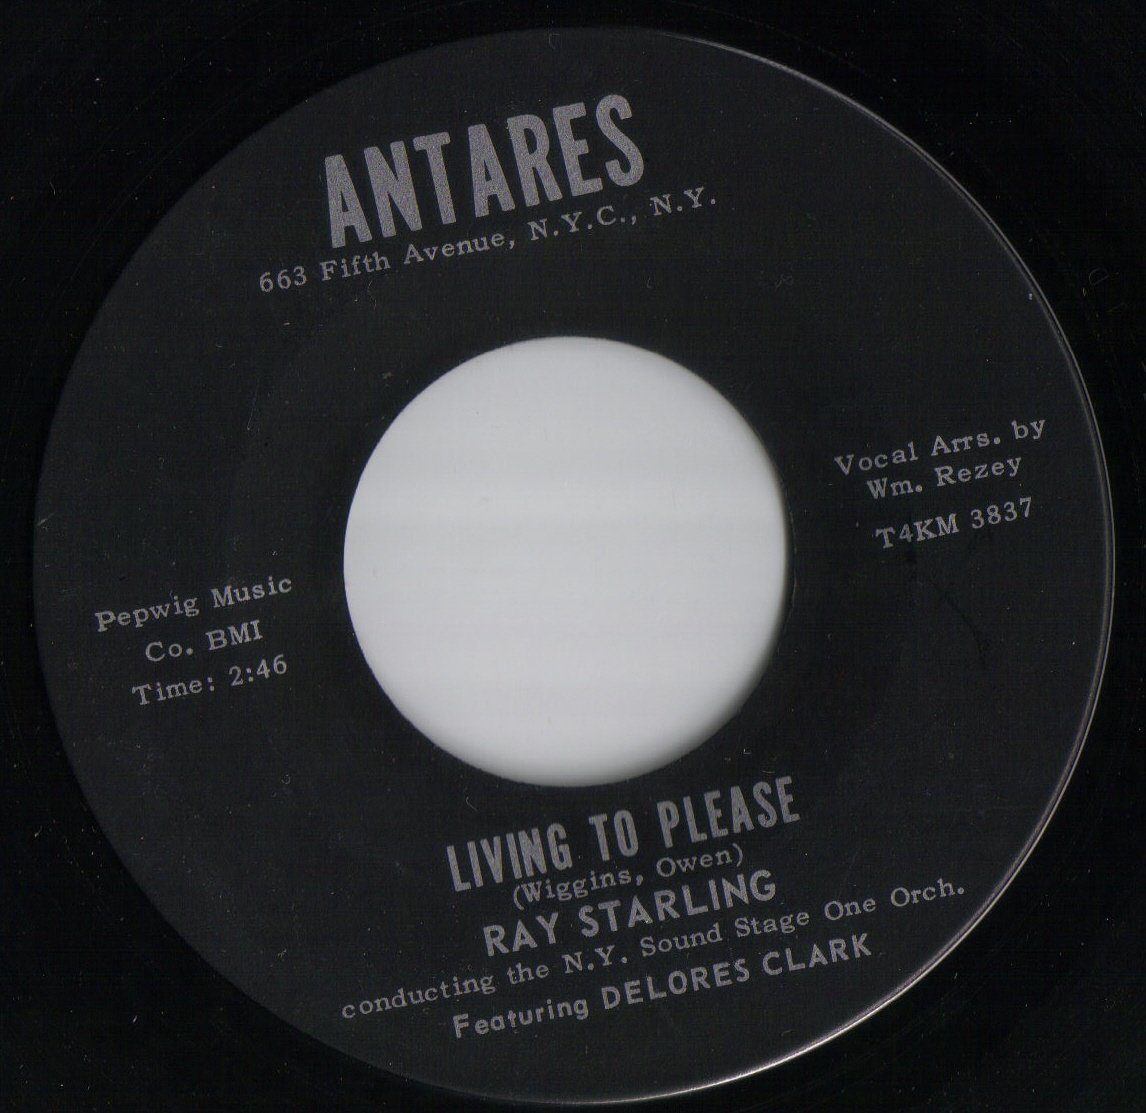 ANTARES
663 Fifth Avenue, N.Y.C., N.Y.
Vocal Arrs. by
Wm. Rezey
T4KM 3837
Pepwig Music
Co. BMI
Time: 2:46
LIVING TO PLEASE
(Wiggins, Owen)
RAY STARLING
conducting the N.Y. Sound Stage One Orch.
Featuring DELORES CLARK